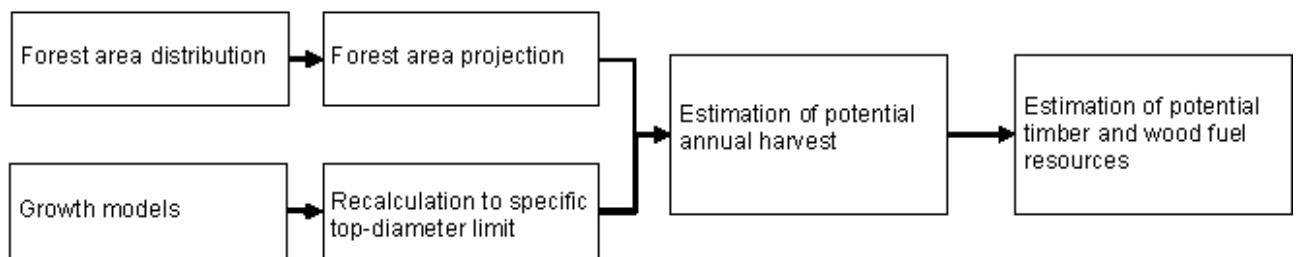 Forest area distribution
Forest area projection
Growth models
Recalculation to specific
top-diameter limit
Estimation of potential
annual harvest
Estimation of potential
timber and wood fuel
resources